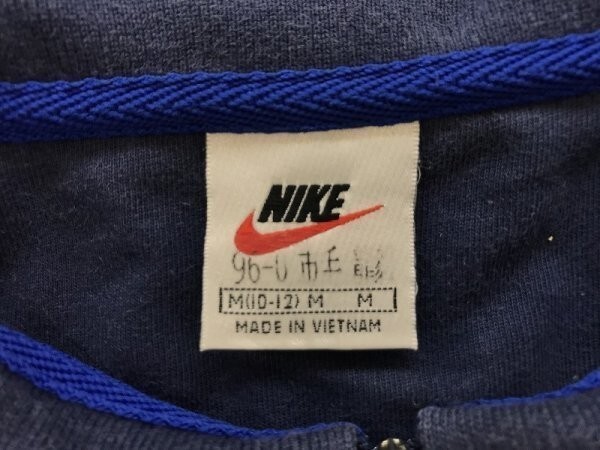 NIKE
96-0
M(10-12) M M
MADE IN VIETNAM